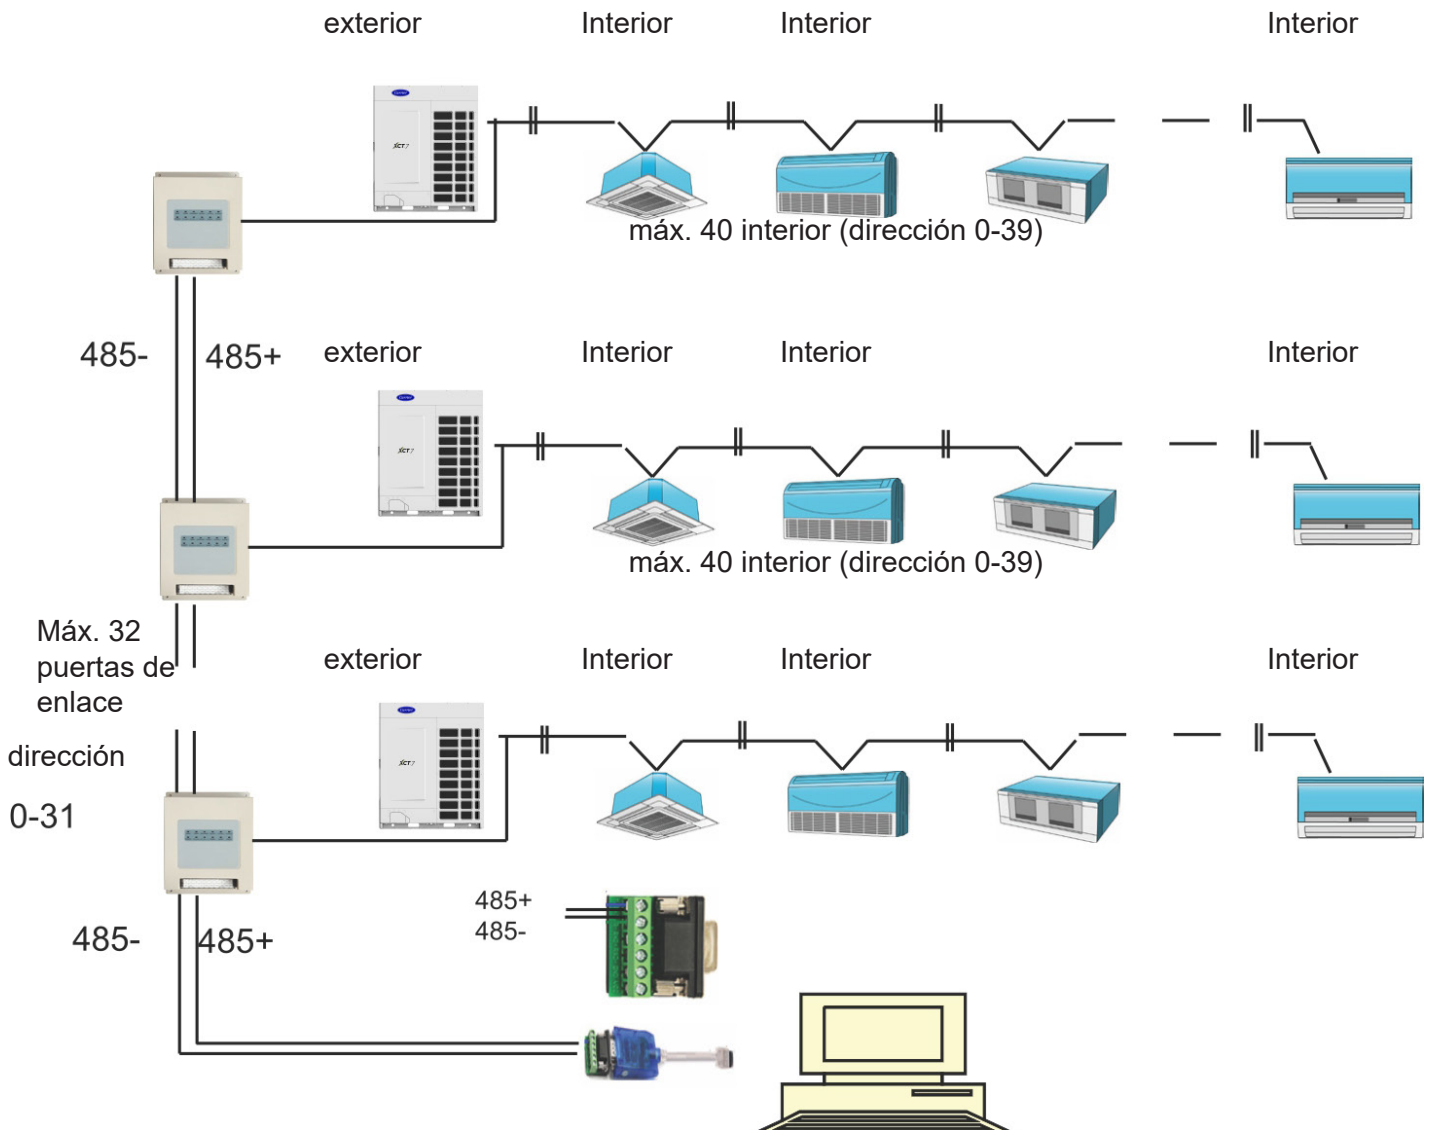 exterior Interior Interior Interior
máx. 40 interior (dirección 0-39)
485- 485+
exterior Interior Interior Interior
máx. 40 interior (dirección 0-39)
Máx. 32
puertas de
enlace
exterior Interior Interior Interior
dirección
0-31
485+
485-
485- 485+